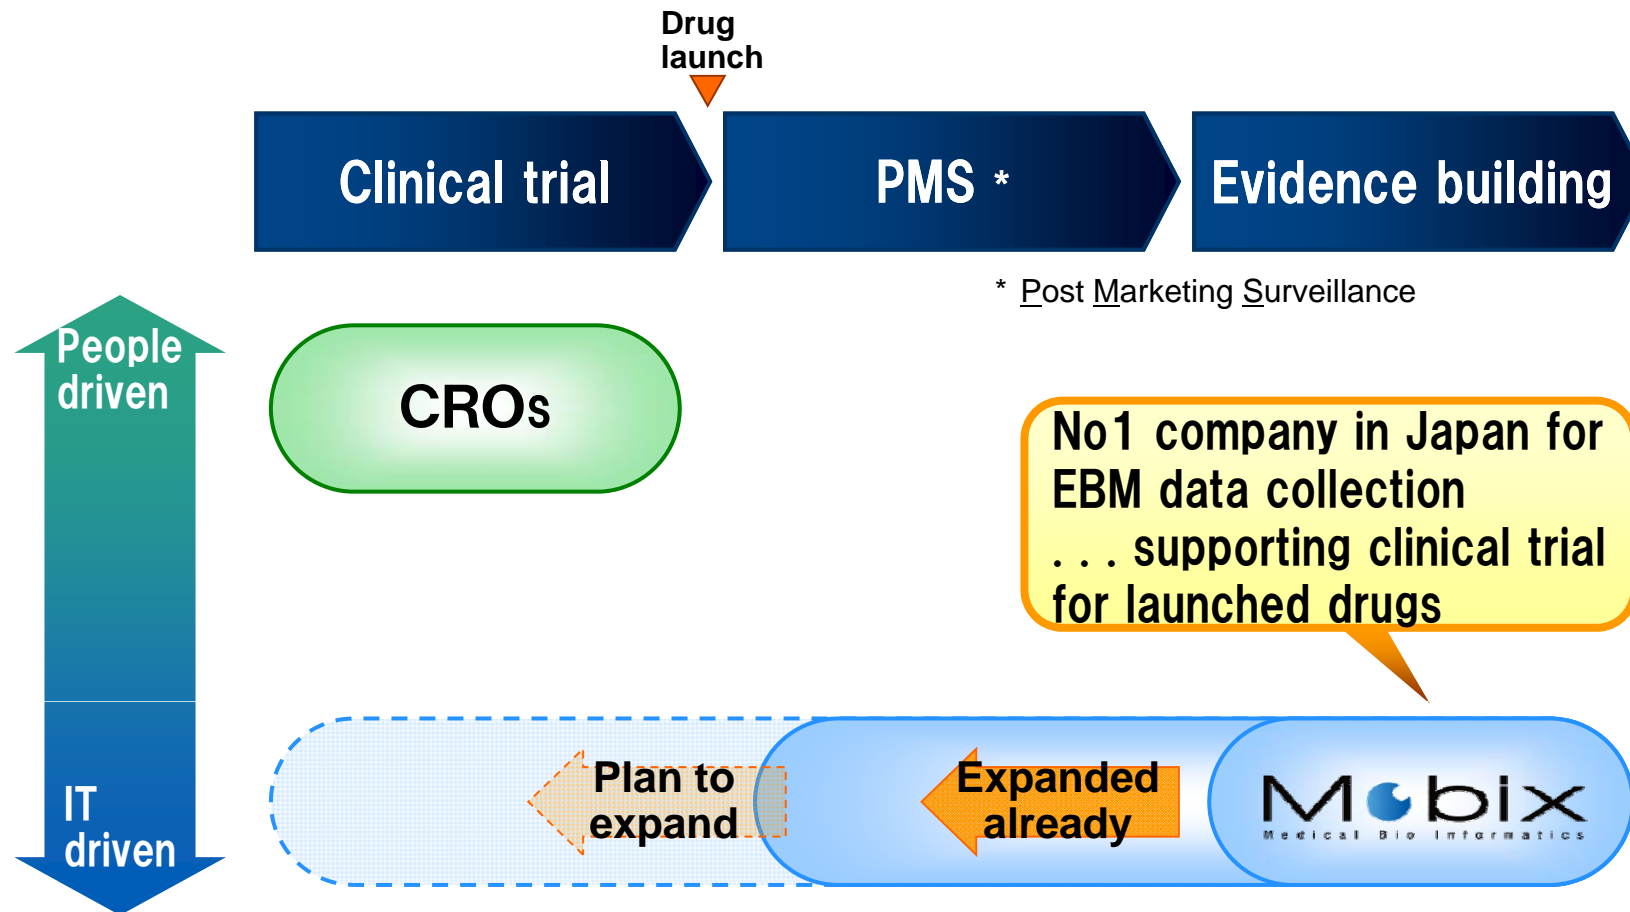 Drug
launch
Clinical trial
PMS *
Evidence building
* Post Marketing Surveillance
People
driven
CROs
No1 company in Japan for
EBM data collection
. . . supporting clinical trial
for launched drugs
IT
driven
Plan to
expand
Expanded
already
Mebix
Medical Bio Informatics